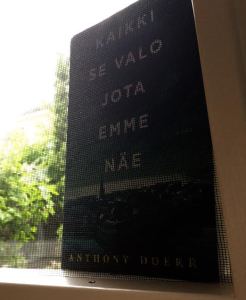 KAIKKI
SE VALO
JOTA
EMME
NÄE
ANTHONY DOERR